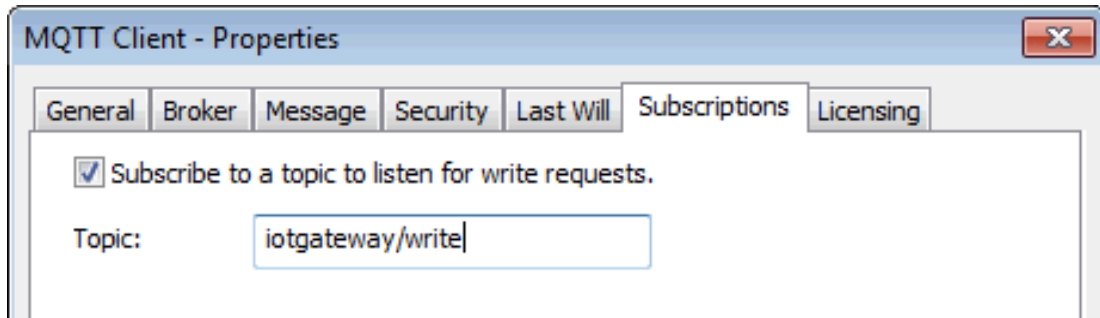 MQTT Client - Properties
General Broker Message Security Last Will Subscriptions Licensing
Subscribe to a topic to listen for write requests.
Topic: iotgateway/write